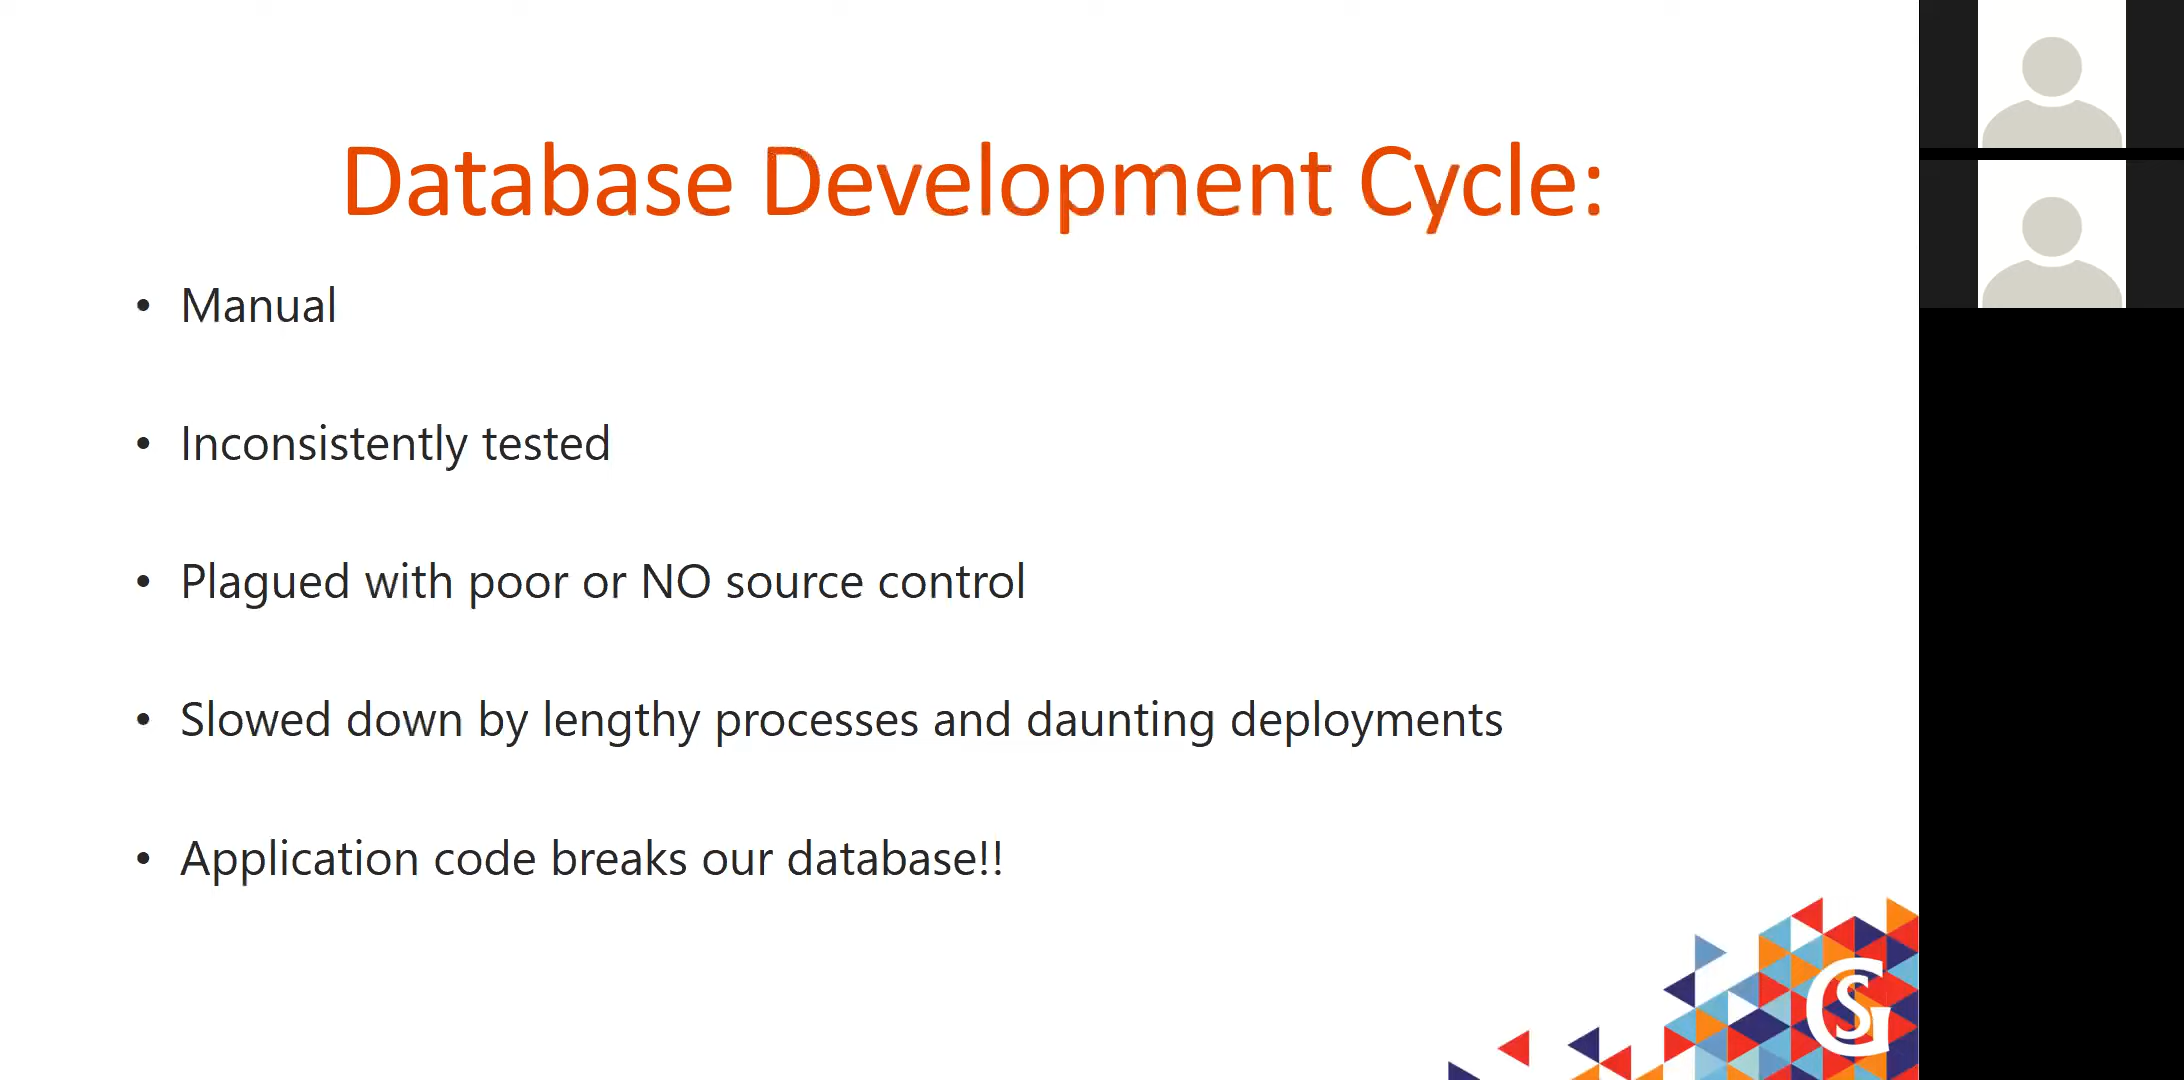 Database Development Cycle:
• Manual
• Inconsistently tested
• Plagued with poor or NO source control
• Slowed down by lengthy processes and daunting deployments
• Application code breaks our database!!
GS